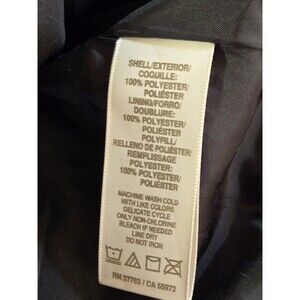 SHELL/EXTERIOR/
COQUILLE:
100% POLYESTER/
POLIÉSTER
LINING/FORRO/
DOUBLURE:
100% POLYESTER/
POLIÉSTER
POLYFILL/
RELLENO DE POLIÉSTER/
REMPLISSAGE
POLYESTER:
100% POLYESTER/
POLIÉSTER
MACHINE WASH COLD
WITH LIKE COLORS
DELICATE CYCLE
ONLY NON-CHLORINE
BLEACH IF NEEDED
LINE DRY
DO NOT IRON
RN 37763 / CA 65972